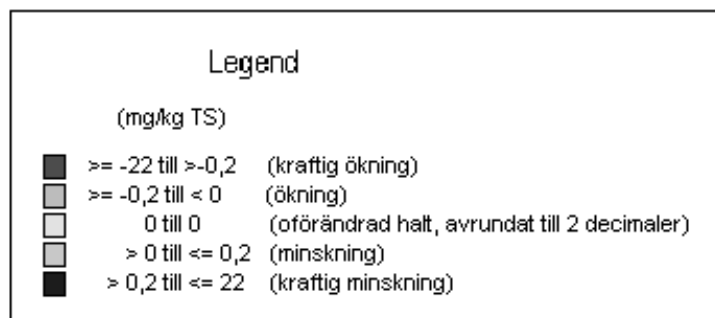 Legend
(mg/kg TS)
>= -22 till >-0,2 (kraftig ökning)
>= -0,2 till < 0 (ökning)
0 till 0 (oförändrad halt, avrundat till 2 decimaler)
> 0 till <= 0,2 (minskning)
> 0,2 till <= 22 (kraftig minskning)